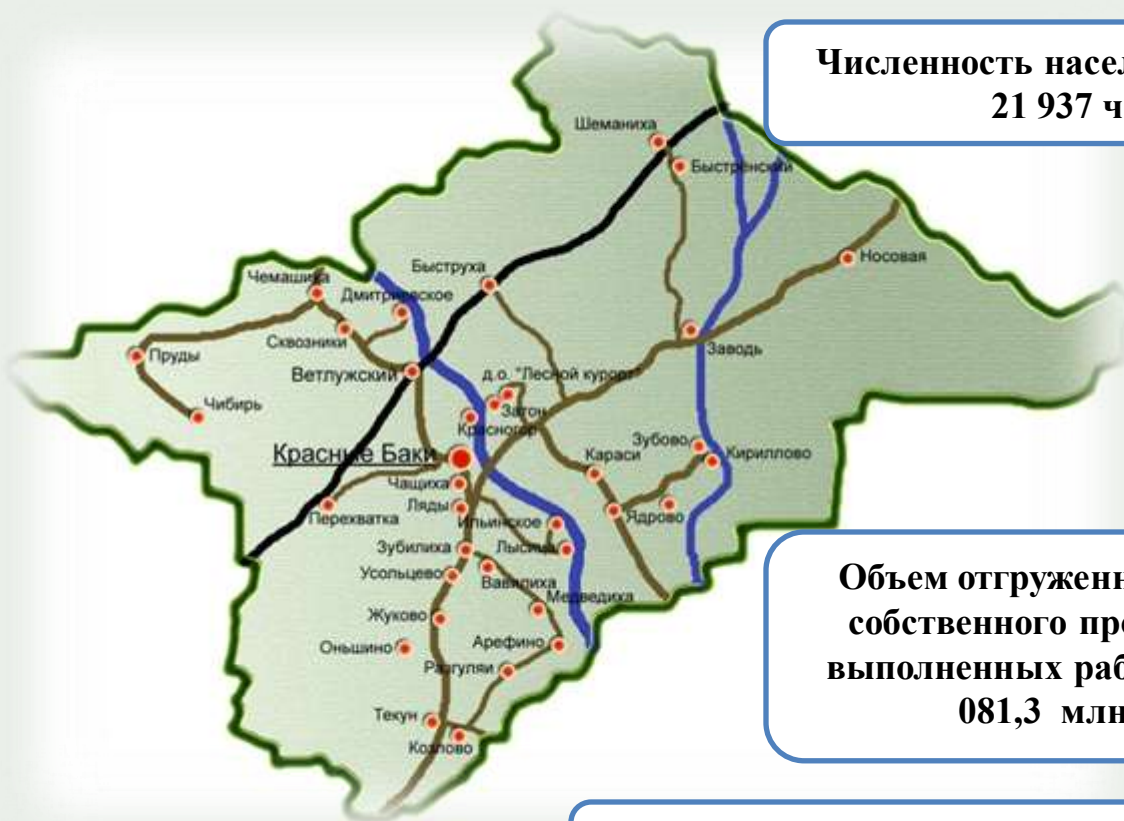 Численность насел
21 937 ч
Шеманиха
Быстренский
Носовая
Быструха
Чемашиха
Дмитриевское
Сквозники
Заводь
Пруды
Ветлужский
д.о. "Лесной курорт"
Чибирь
Затон
Красногор
Зубово
Кириллово
Красные Баки
Караси
Чащиха
Ляды
Ильинское
Ядрово
Перехватка
Зубилиха
Лысица
Усольцево
Вавилиха
Медведиха
Жуково
Арефино
Оньшино
Разгуляи
Текун
Козлово
Объем отгруженн
собственного про
выполненных раб
081,3 млн